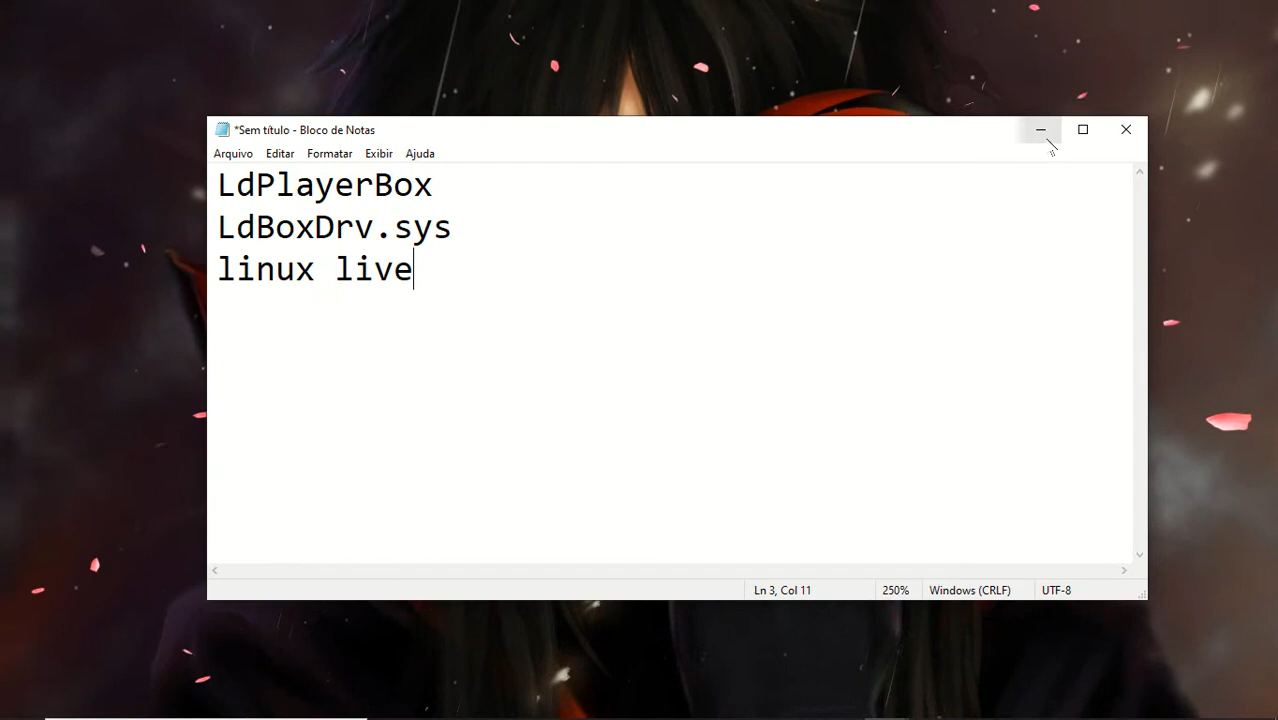 *Sem título - Bloco de Notas
Arquivo Editar Formatar Exibir Ajuda
LdPlayerBox
LdBoxDrv.sys
linux live
Ln 3, Col 11 250% Windows (CRLF) UTF-8